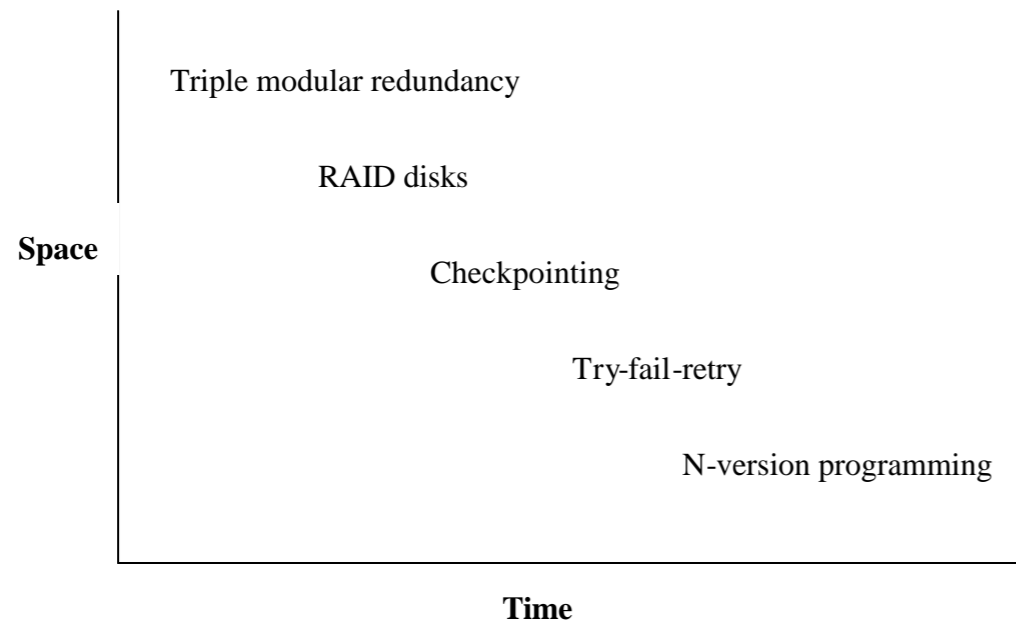 Triple modular redundancy
RAID disks
Space
Checkpointing
Try-fail-retry
N-version programming
Time